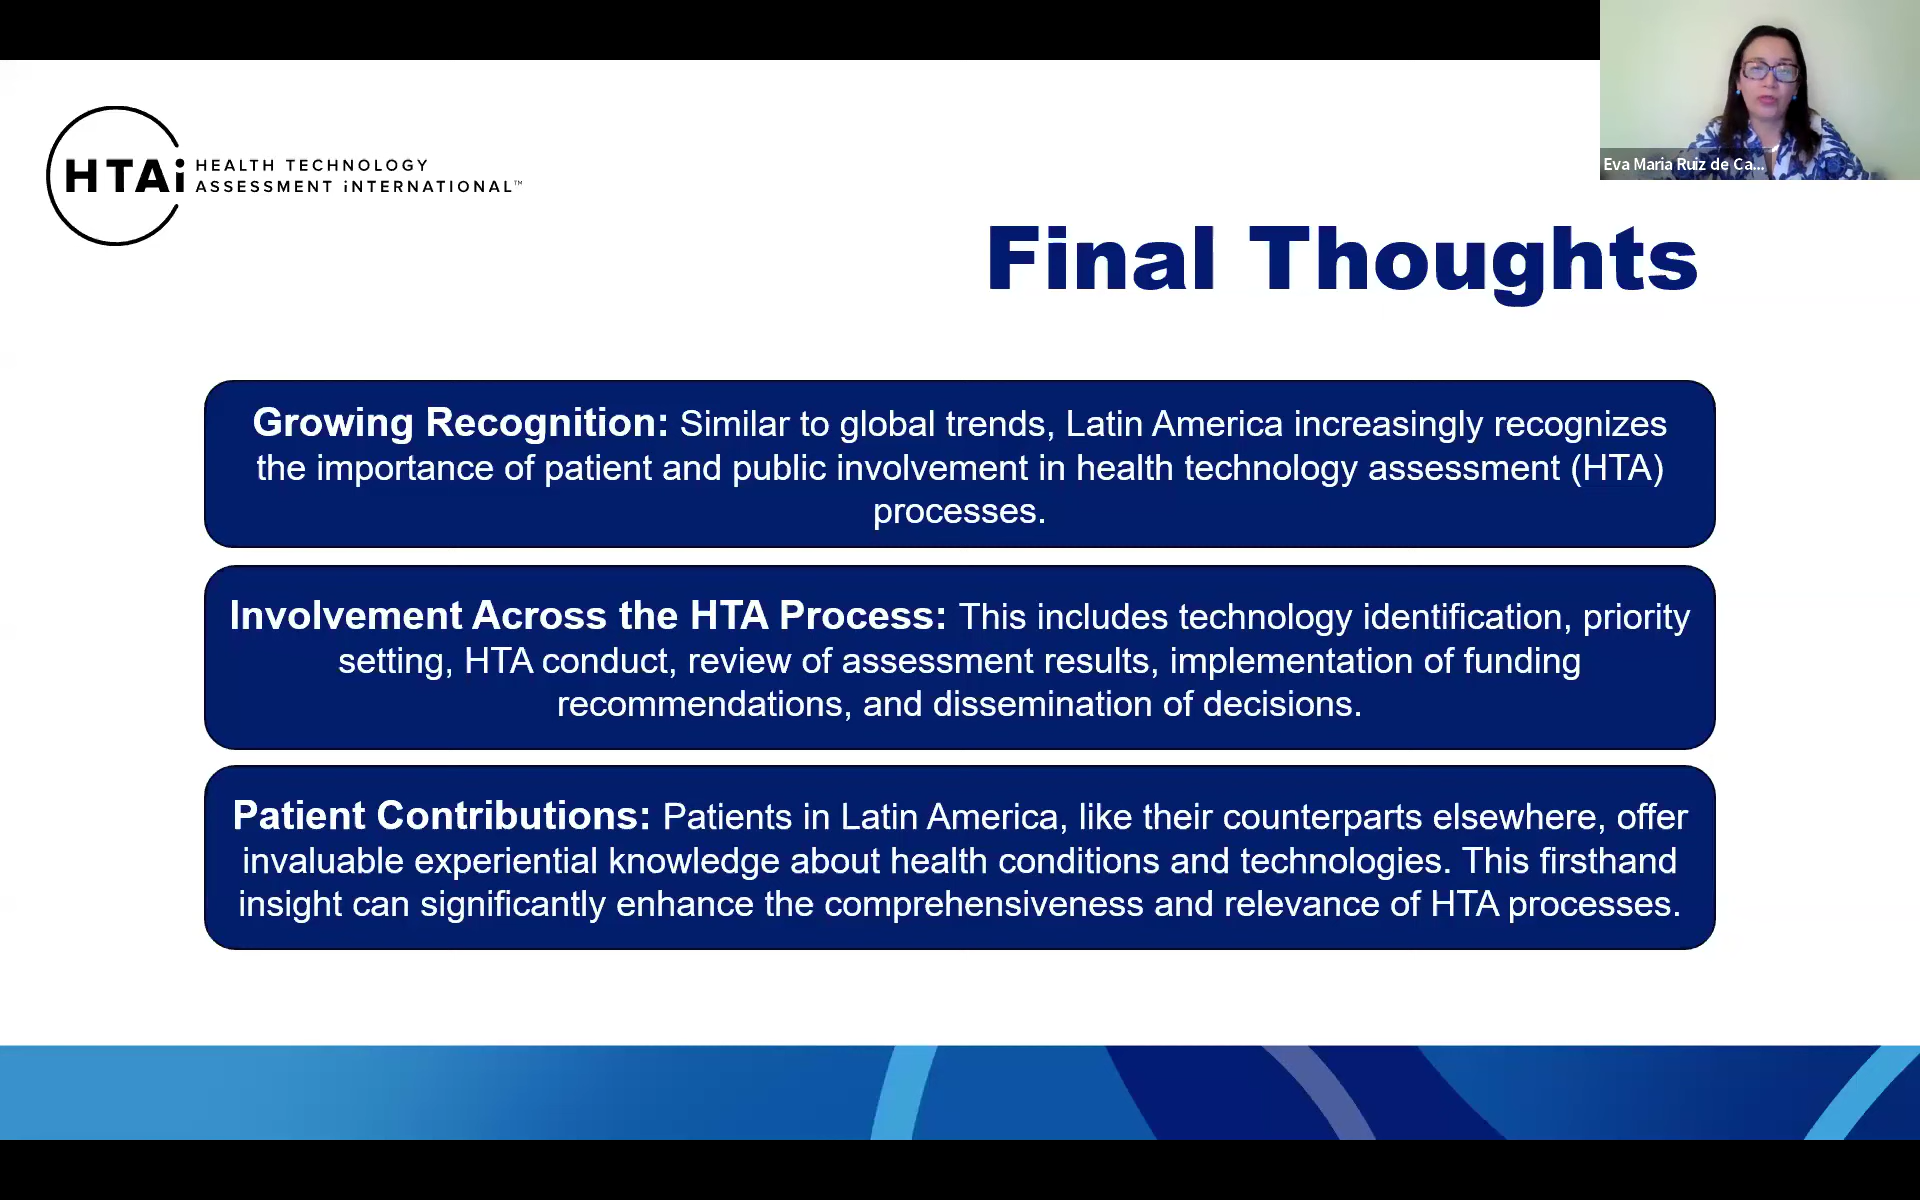 Eva Maria Ruiz de Ca...
HTAi
HEALTH TECHNOLOGY
ASSESSMENT iNTERNATIONAL™
Final Thoughts
Growing Recognition: Similar to global trends, Latin America increasingly recognizes
the importance of patient and public involvement in health technology assessment (HTA)
processes.
Involvement Across the HTA Process: This includes technology identification, priority
setting, HTA conduct, review of assessment results, implementation of funding
recommendations, and dissemination of decisions.
Patient Contributions: Patients in Latin America, like their counterparts elsewhere, offer
invaluable experiential knowledge about health conditions and technologies. This firsthand
insight can significantly enhance the comprehensiveness and relevance of HTA processes.